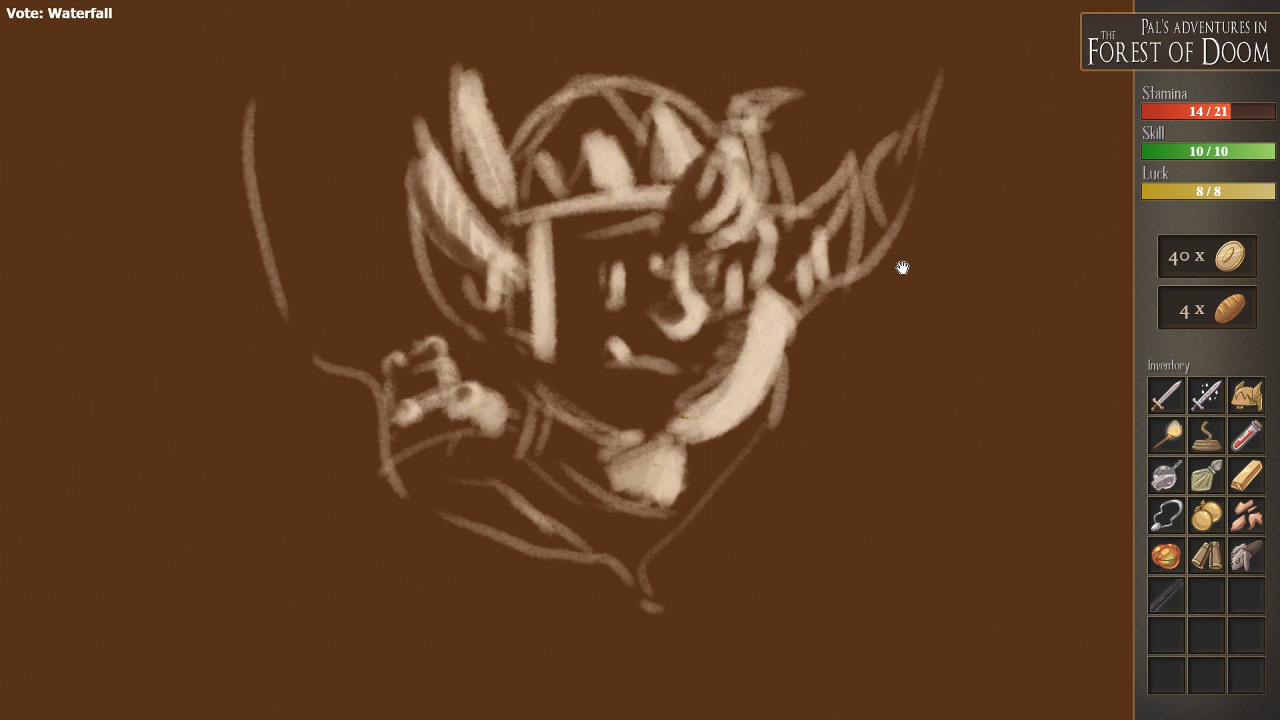 Vote: Waterfall
PAL'S ADVENTURES IN
THE FOREST OF DOOM
Stamina
14 / 21
Skill
10 / 10
Luck
8 / 8
40 x
4 x
Inventory